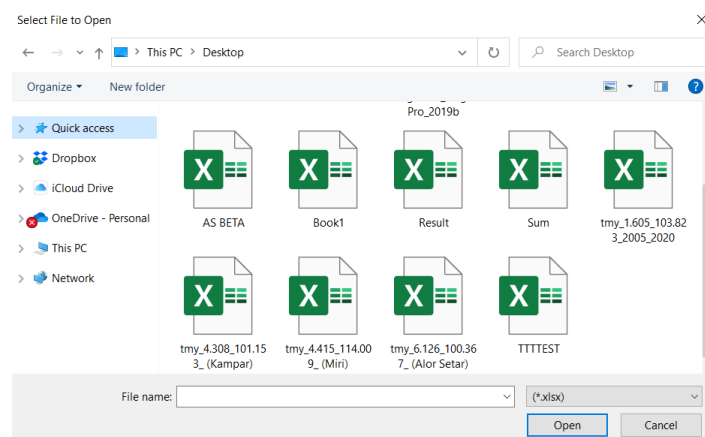 Select File to Open
This PC > Desktop
Search Desktop
Organize
New folder
Pro_2019b
Quick access
Dropbox
iCloud Drive
OneDrive - Personal
This PC
Network
AS BETA
Book1
Result
Sum
tmy_1.605_103.82
3_2005_2020
tmy_4.308_101.15
3_ (Kampar)
tmy_4.415_114.00
9_ (Miri)
tmy_6.126_100.36
7_ (Alor Setar)
TTTTEST
File name:
(*.xlsx)
Open
Cancel